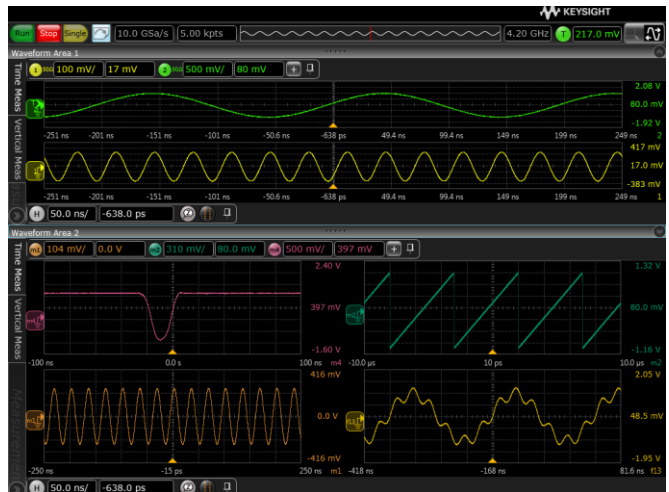 KEYSIGHT
Run Stop Single 10.0 GSa/s 5.00 kpts 4.20 GHz T 217.0 mV
Waveform Area 1
1 50Ω 100 mV/ 17 mV 2 50Ω 500 mV/ 80 mV +
Time Meas
Vertical Meas
2.08 V
80.0 mV
-1.92 V
-251 ns -201 ns -151 ns -101 ns -50.6 ns -638 ps 49.4 ns 99.4 ns 149 ns 199 ns 249 ns 2
417 mV
17.0 mV
-383 mV
-251 ns -201 ns -151 ns -101 ns -50.6 ns -638 ps 49.4 ns 99.4 ns 149 ns 199 ns 249 ns 1
H 50.0 ns/ -638.0 ps
Waveform Area 2
m1 104 mV/ 0.0 V m2 310 mV/ 80.0 mV m4 500 mV/ 397 mV +
Time Meas
Vertical Meas
2.40 V
397 mV
-1.60 V
-100 ns 0.0 s 100 ns m4
1.32 V
80.0 mV
-1.16 V
-10.0 µs 10 ps 10.0 µs m2
416 mV
0.0 V
-416 mV
-250 ns -15 ps 250 ns m1
2.05 V
48.5 mV
-1.95 V
-418 ns -168 ns 81.6 ns f13
H 50.0 ns/ -638.0 ps